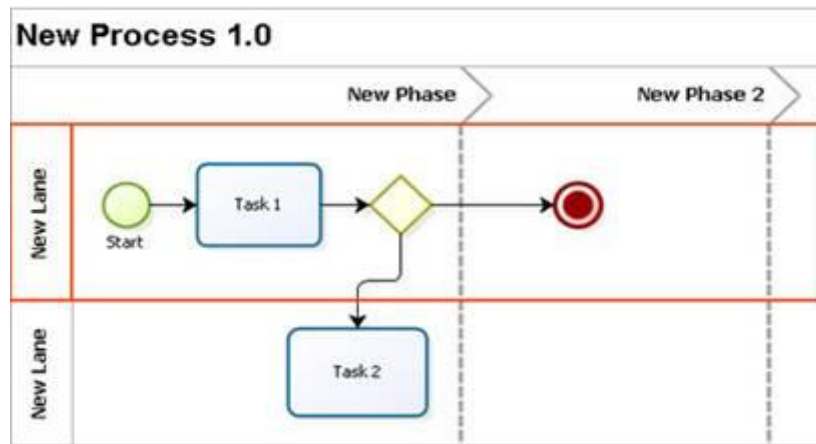 New Process 1.0
New Phase
New Phase 2
New Lane
Start
Task 1
New Lane
Task 2